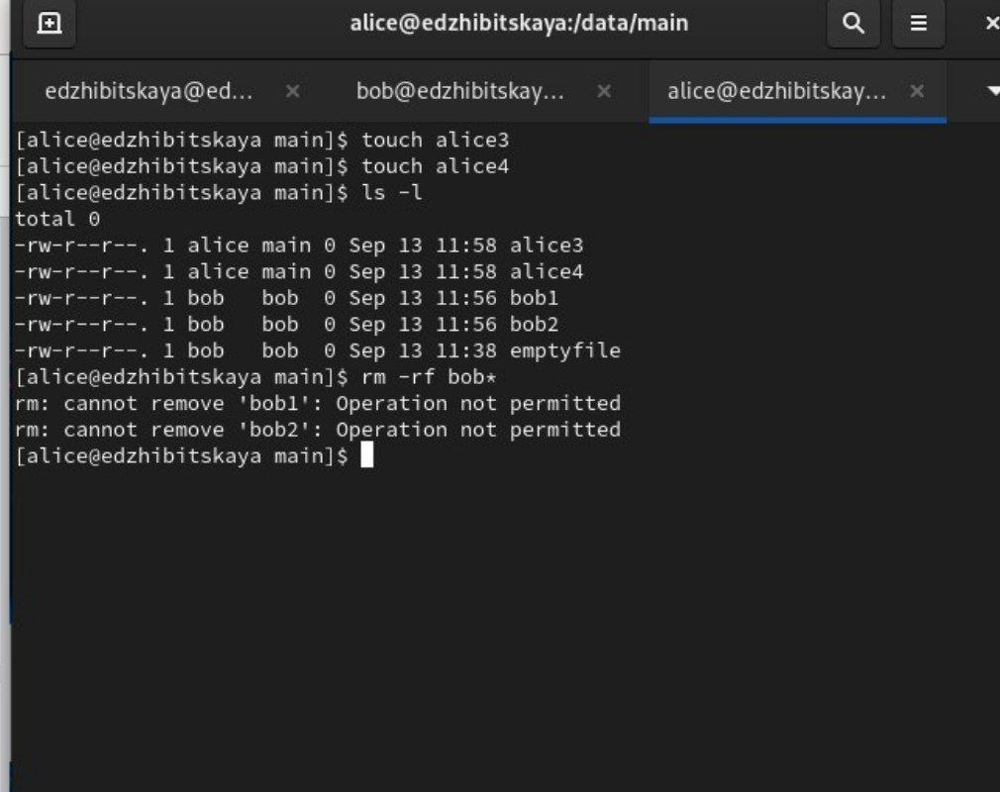 alice@edzhibitskaya:/data/main
edzhibitskaya@ed... × bob@edzhibitskay... × alice@edzhibitskay... ×
[alice@edzhibitskaya main]$ touch alice3
[alice@edzhibitskaya main]$ touch alice4
[alice@edzhibitskaya main]$ ls -l
total 0
-rw-r--r--. 1 alice main 0 Sep 13 11:58 alice3
-rw-r--r--. 1 alice main 0 Sep 13 11:58 alice4
-rw-r--r--. 1 bob   bob  0 Sep 13 11:56 bob1
-rw-r--r--. 1 bob   bob  0 Sep 13 11:56 bob2
-rw-r--r--. 1 bob   bob  0 Sep 13 11:38 emptyfile
[alice@edzhibitskaya main]$ rm -rf bob*
rm: cannot remove 'bob1': Operation not permitted
rm: cannot remove 'bob2': Operation not permitted
[alice@edzhibitskaya main]$